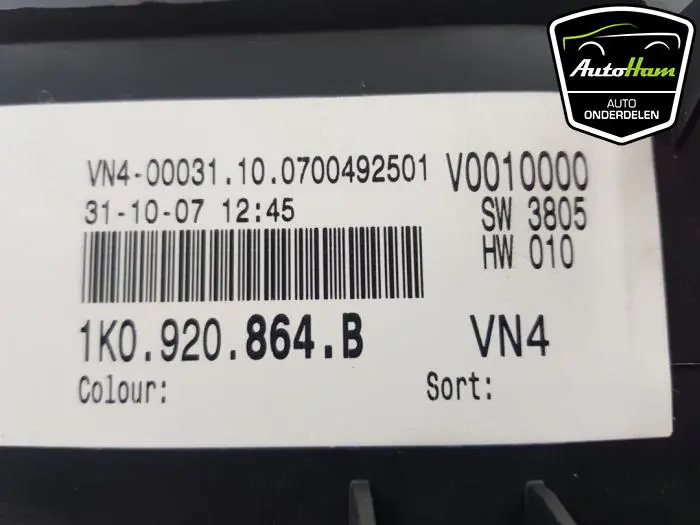 AutoHam
AUTO
ONDERDELEN
VN4-00031.10.0700492501 V0010000
31-10-07 12:45 SW 3805
HW 010
1K0.920.864.B VN4
Colour: Sort: